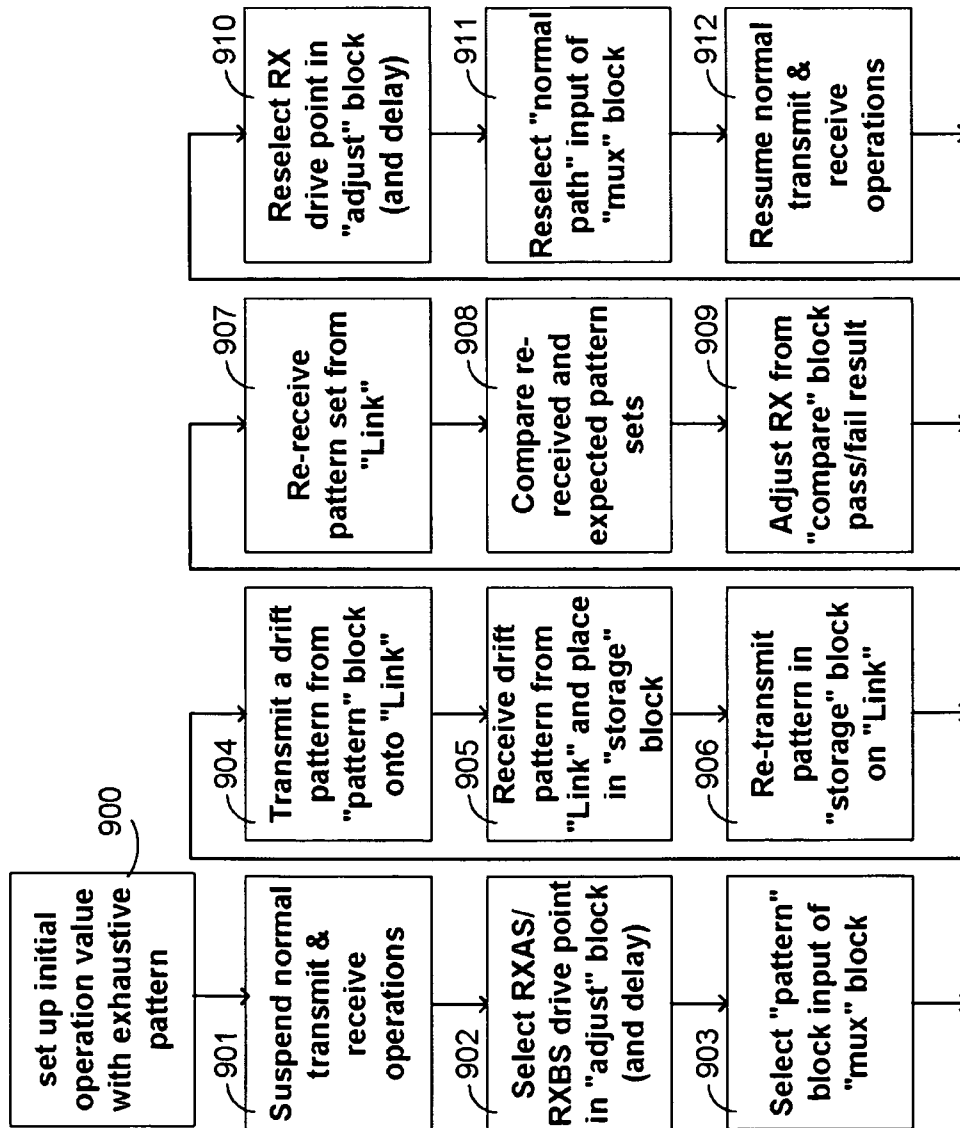 900
set up initial
operation value
with exhaustive
pattern
901
Suspend normal
transmit &
receive
operations
902
Select RXAS/
RXBS drive point
in "adjust" block
(and delay)
903
Select "pattern"
block input of
"mux" block
904
Transmit a drift
pattern from
"pattern" block
onto "Link"
905
Receive drift
pattern from
"Link" and place
in "storage"
block
906
Re-transmit
pattern in
"storage" block
on "Link"
907
Re-receive
pattern set from
"Link"
908
Compare re-
received and
expected pattern
sets
909
Adjust RX from
"compare" block
pass/fail result
910
Reselect RX
drive point in
"adjust" block
(and delay)
911
Reselect "normal
path" input of
"mux" block
912
Resume normal
transmit &
receive
operations